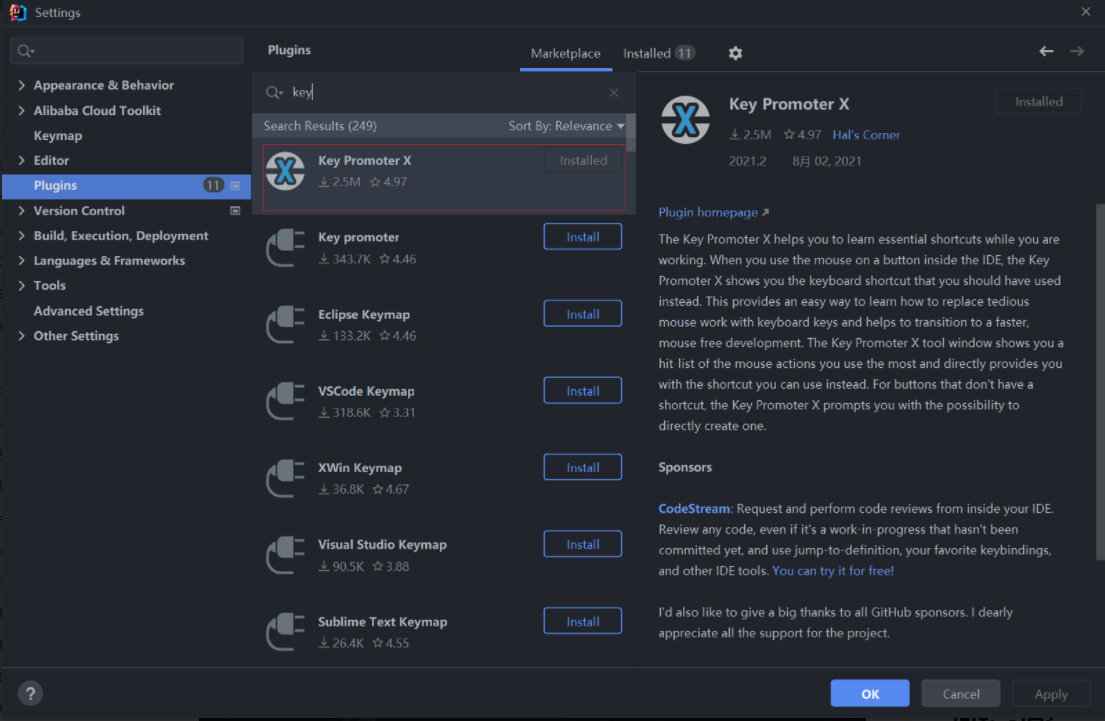 Settings
Plugins
Marketplace
Installed 11
key
Search Results (249)
Sort By: Relevance
Appearance & Behavior
Alibaba Cloud Toolkit
Keymap
Editor
Plugins 11
Version Control
Build, Execution, Deployment
Languages & Frameworks
Tools
Advanced Settings
Other Settings
Key Promoter X
2.5M 4.97
Installed
Key promoter
343.7K 4.46
Install
Eclipse Keymap
133.2K 4.46
Install
VSCode Keymap
318.6K 3.31
Install
XWin Keymap
36.8K 4.67
Install
Visual Studio Keymap
90.5K 3.88
Install
Sublime Text Keymap
26.4K 4.55
Install
Key Promoter X
Installed
2.5M 4.97 Hal's Corner
2021.2 8月 02, 2021
Plugin homepage
The Key Promoter X helps you to learn essential shortcuts while you are
working. When you use the mouse on a button inside the IDE, the Key
Promoter X shows you the keyboard shortcut that you should have used
instead. This provides an easy way to learn how to replace tedious
mouse work with keyboard keys and helps to transition to a faster,
mouse free development. The Key Promoter X tool window shows you a
hit-list of the mouse actions you use the most and directly provides you
with the shortcut you can use instead. For buttons that don't have a
shortcut, the Key Promoter X prompts you with the possibility to
directly create one.
Sponsors
CodeStream: Request and perform code reviews from inside your IDE.
Review any code, even if it's a work-in-progress that hasn't been
committed yet, and use jump-to-definition, your favorite keybindings,
and other IDE tools. You can try it for free!
I'd also like to give a big thanks to all GitHub sponsors. I dearly
appreciate all the support for the project.
?
OK
Cancel
Apply